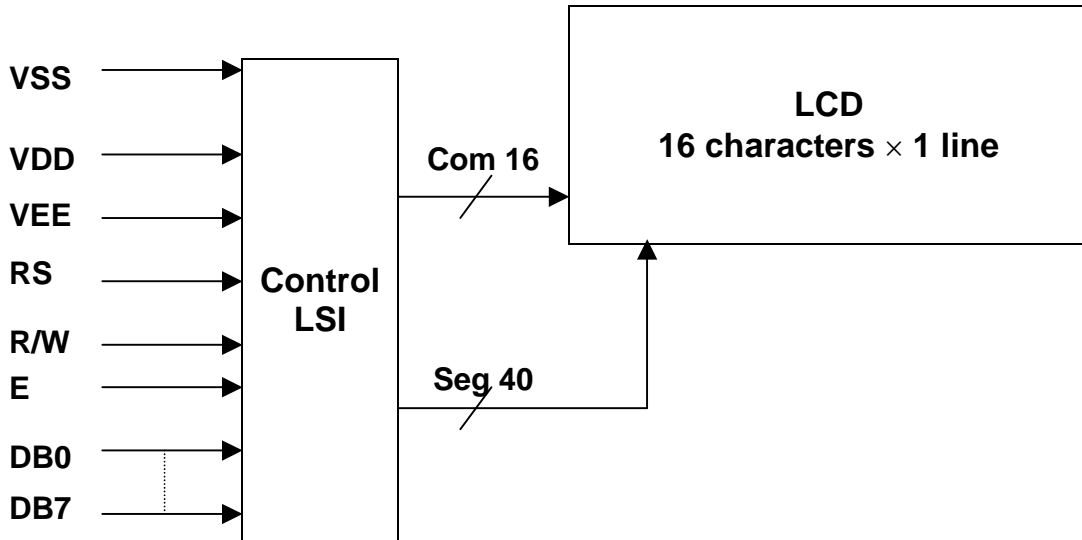 VSS
VDD
VEE
RS
R/W
E
DB0
DB7
Control
LSI
Com 16
Seg 40
LCD
16 characters × 1 line